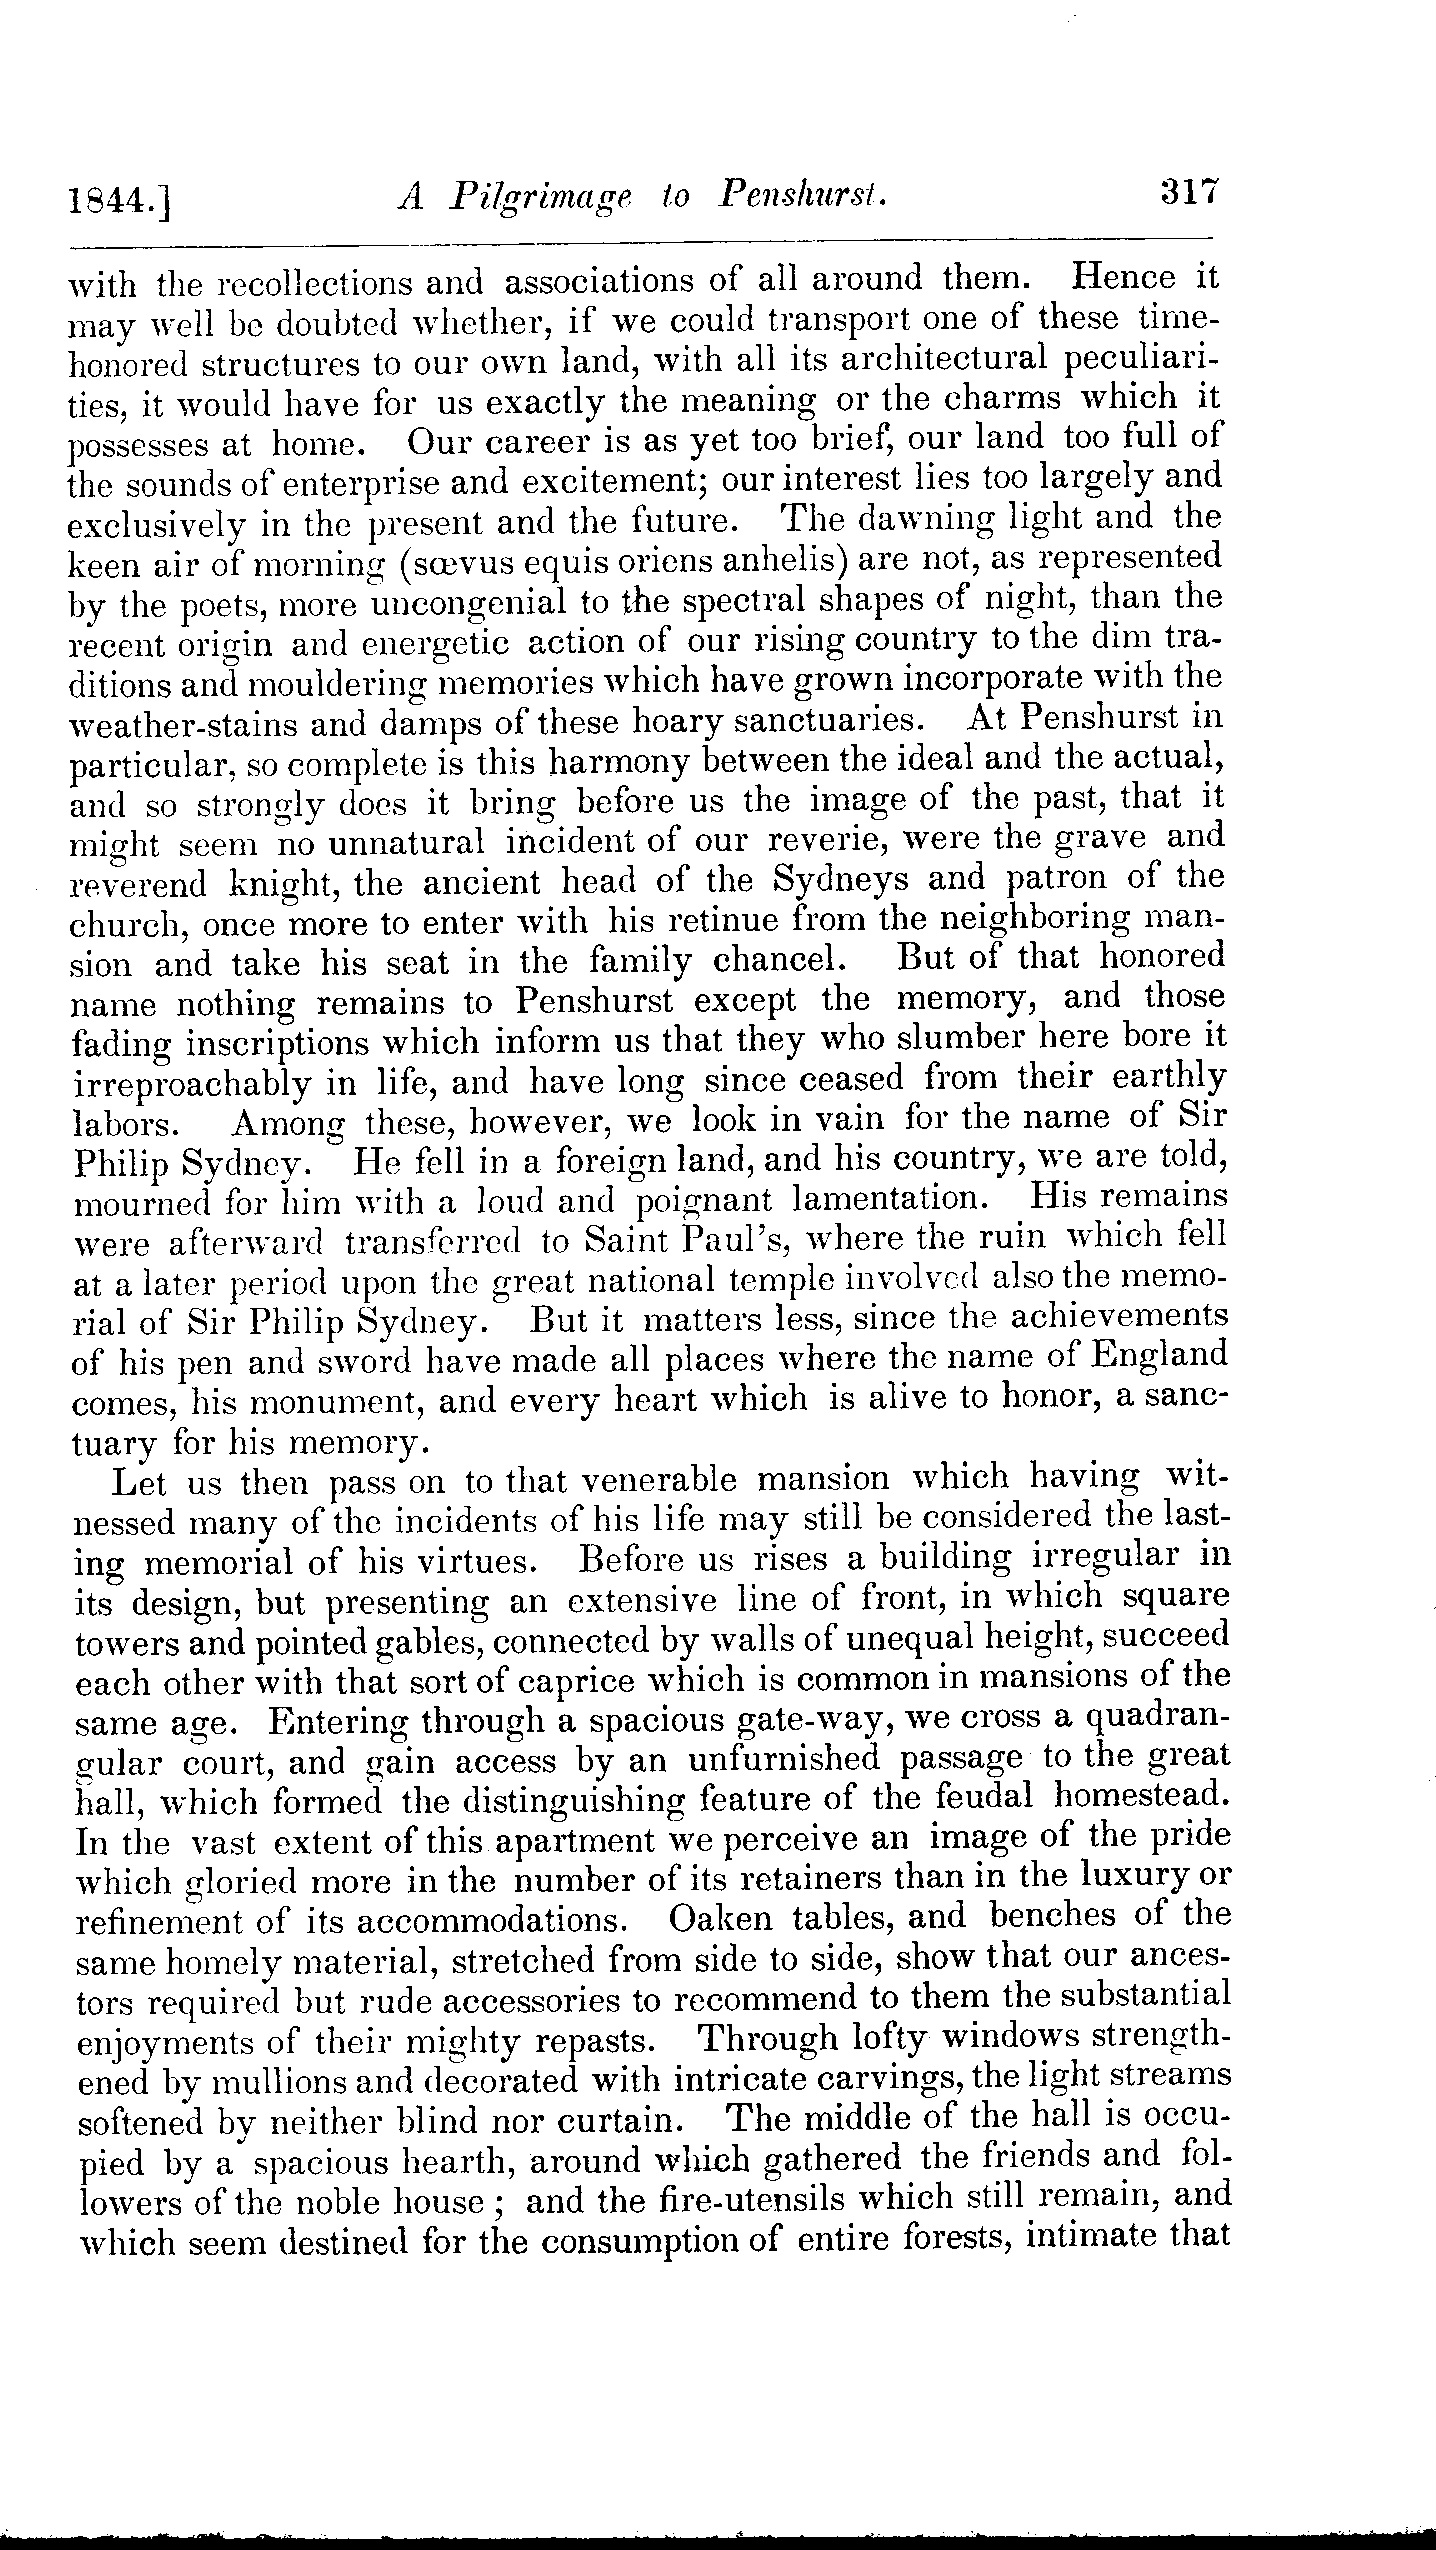 1844.] A Pilgrimage to Penshurst. 317
with the recollections and associations of all around them. Hence it
may well be doubted whether, if we could transport one of these time-
honored structures to our own land, with all its architectural peculiari-
ties, it would have for us exactly the meaning or the charms which it
possesses at home. Our career is as yet too brief, our land too full of
the sounds of enterprise and excitement; our interest lies too largely and
exclusively in the present and the future. The dawning light and the
keen air of morning (sœvus equis oriens anhelis) are not, as represented
by the poets, more uncongenial to the spectral shapes of night, than the
recent origin and energetic action of our rising country to the dim tra-
ditions and mouldering memories which have grown incorporate with the
weather-stains and damps of these hoary sanctuaries. At Penshurst in
particular, so complete is this harmony between the ideal and the actual,
and so strongly does it bring before us the image of the past, that it
might seem no unnatural incident of our reverie, were the grave and
reverend knight, the ancient head of the Sydneys and patron of the
church, once more to enter with his retinue from the neighboring man-
sion and take his seat in the family chancel. But of that honored
name nothing remains to Penshurst except the memory, and those
fading inscriptions which inform us that they who slumber here bore it
irreproachably in life, and have long since ceased from their earthly
labors. Among these, however, we look in vain for the name of Sir
Philip Sydney. He fell in a foreign land, and his country, we are told,
mourned for him with a loud and poignant lamentation. His remains
were afterward transferred to Saint Paul's, where the ruin which fell
at a later period upon the great national temple involved also the memo-
rial of Sir Philip Sydney. But it matters less, since the achievements
of his pen and sword have made all places where the name of England
comes, his monument, and every heart which is alive to honor, a sanc-
tuary for his memory.
Let us then pass on to that venerable mansion which having wit-
nessed many of the incidents of his life may still be considered the last-
ing memorial of his virtues. Before us rises a building irregular in
its design, but presenting an extensive line of front, in which square
towers and pointed gables, connected by walls of unequal height, succeed
each other with that sort of caprice which is common in mansions of the
same age. Entering through a spacious gate-way, we cross a quadran-
gular court, and gain access by an unfurnished passage to the great
hall, which formed the distinguishing feature of the feudal homestead.
In the vast extent of this apartment we perceive an image of the pride
which gloried more in the number of its retainers than in the luxury or
refinement of its accommodations. Oaken tables, and benches of the
same homely material, stretched from side to side, show that our ances-
tors required but rude accessories to recommend to them the substantial
enjoyments of their mighty repasts. Through lofty windows strength-
ened by mullions and decorated with intricate carvings, the light streams
softened by neither blind nor curtain. The middle of the hall is occu-
pied by a spacious hearth, around which gathered the friends and fol-
lowers of the noble house ; and the fire-utensils which still remain, and
which seem destined for the consumption of entire forests, intimate that